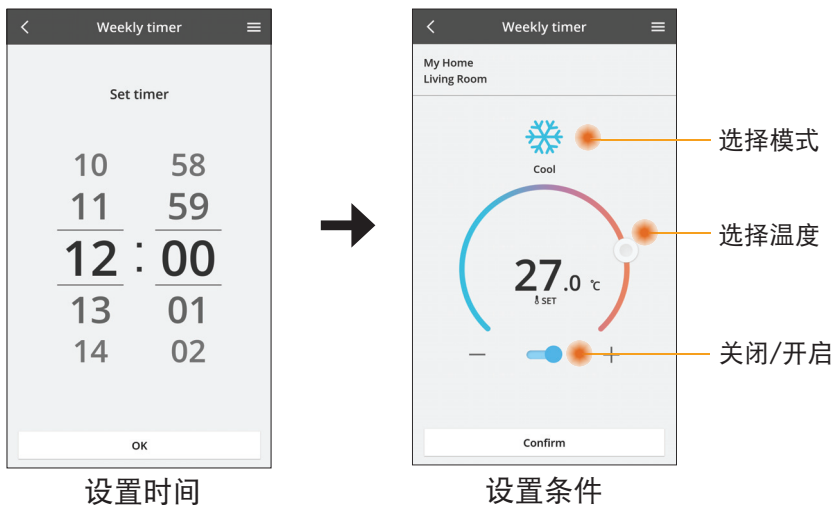 Weekly timer
Set timer
10 58
11 59
12 : 00
13 01
14 02
OK
设置时间
Weekly timer
My Home
Living Room
Cool
27.0 ℃
SET
− +
Confirm
设置条件
选择模式
选择温度
关闭/开启